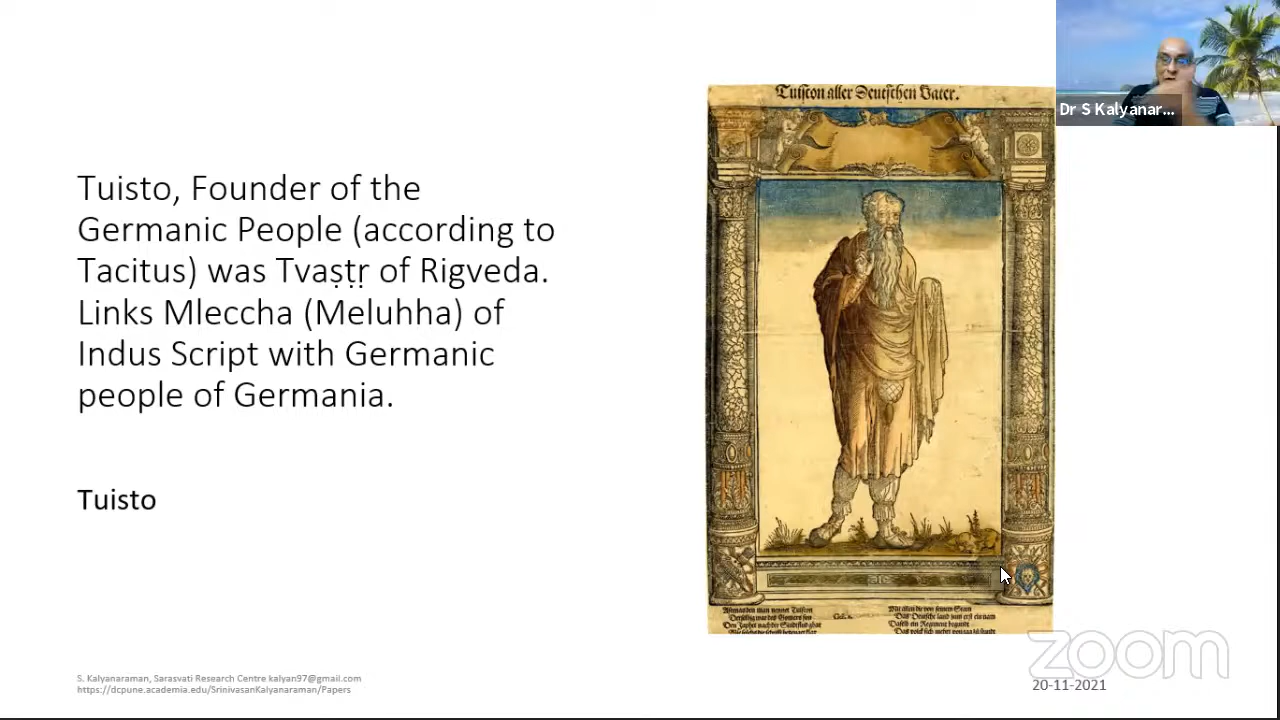 Tuisto, Founder of the
Germanic People (according to
Tacitus) was Tvaṣṭṛ of Rigveda.
Links Mleccha (Meluhha) of
Indus Script with Germanic
people of Germania.
Tuisto
Tuiscon aller Deutschen Vater.
Dr S Kalyanar...
S. Kalyanaraman, Sarasvati Research Centre kalyan97@gmail.com
https://dcpune.academia.edu/SrinivasanKalyanaraman/Papers
zoom
20-11-2021